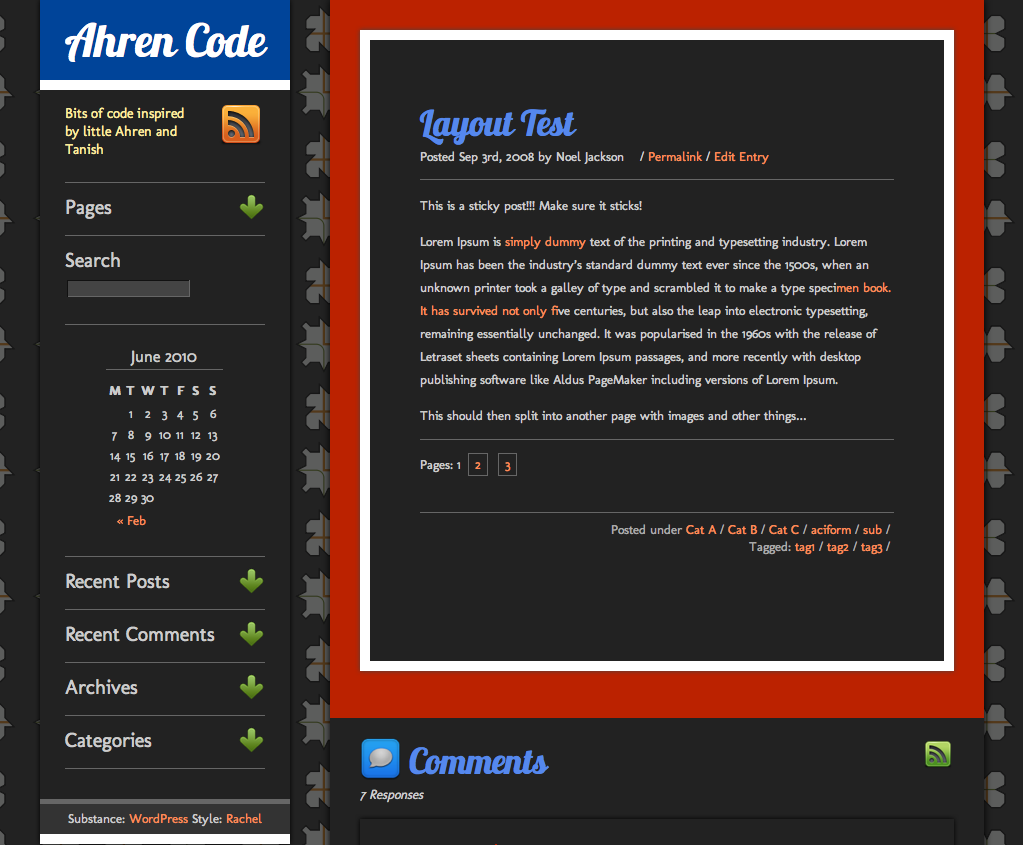 Ahren Code
Bits of code inspired
by little Ahren and
Tanish
Pages
Search
June 2010
M T W T F S S
1 2 3 4 5 6
7 8 9 10 11 12 13
14 15 16 17 18 19 20
21 22 23 24 25 26 27
28 29 30
« Feb
Recent Posts
Recent Comments
Archives
Categories
Substance: WordPress Style: Rachel
Layout Test
Posted Sep 3rd, 2008 by Noel Jackson / Permalink / Edit Entry
This is a sticky post!!! Make sure it sticks!
Lorem Ipsum is simply dummy text of the printing and typesetting industry. Lorem
Ipsum has been the industry's standard dummy text ever since the 1500s, when an
unknown printer took a galley of type and scrambled it to make a type specimen book.
It has survived not only five centuries, but also the leap into electronic typesetting,
remaining essentially unchanged. It was popularised in the 1960s with the release of
Letraset sheets containing Lorem Ipsum passages, and more recently with desktop
publishing software like Aldus PageMaker including versions of Lorem Ipsum.
This should then split into another page with images and other things...
Pages: 1 2 3
Posted under Cat A / Cat B / Cat C / aciform / sub /
Tagged: tag1 / tag2 / tag3 /
Comments
7 Responses